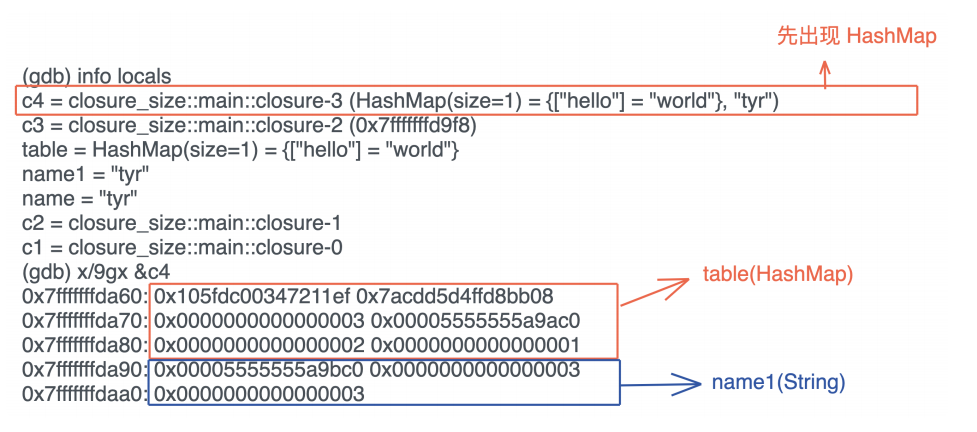 先出现 HashMap
(gdb) info locals
c4 = closure_size::main::closure-3 (HashMap(size=1) = {["hello"] = "world"}, "tyr")
c3 = closure_size::main::closure-2 (0x7fffffffd9f8)
table = HashMap(size=1) = {["hello"] = "world"}
name1 = "tyr"
name = "tyr"
c2 = closure_size::main::closure-1
c1 = closure_size::main::closure-0
(gdb) x/9gx &c4
table(HashMap)
0x7fffffffda60: 0x105fdc00347211ef 0x7acdd5d4ffd8bb08
0x7fffffffda70: 0x0000000000000003 0x00005555555a9ac0
0x7fffffffda80: 0x0000000000000002 0x0000000000000001
0x7fffffffda90: 0x00005555555a9bc0 0x0000000000000003
name1(String)
0x7fffffffdaa0: 0x0000000000000003